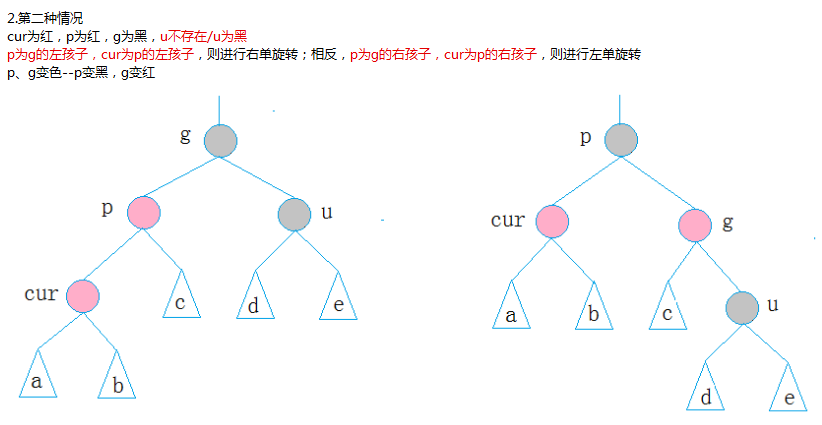 2.第二种情况
cur为红，p为红，g为黑，u不存在/u为黑
p为g的左孩子，cur为p的左孩子，则进行右单旋转；相反，p为g的右孩子，cur为p的右孩子，则进行左单旋转
p、g变色--p变黑，g变红
g
p
p
u
cur
g
cur
c
d
e
a
b
c
u
a
b
d
e